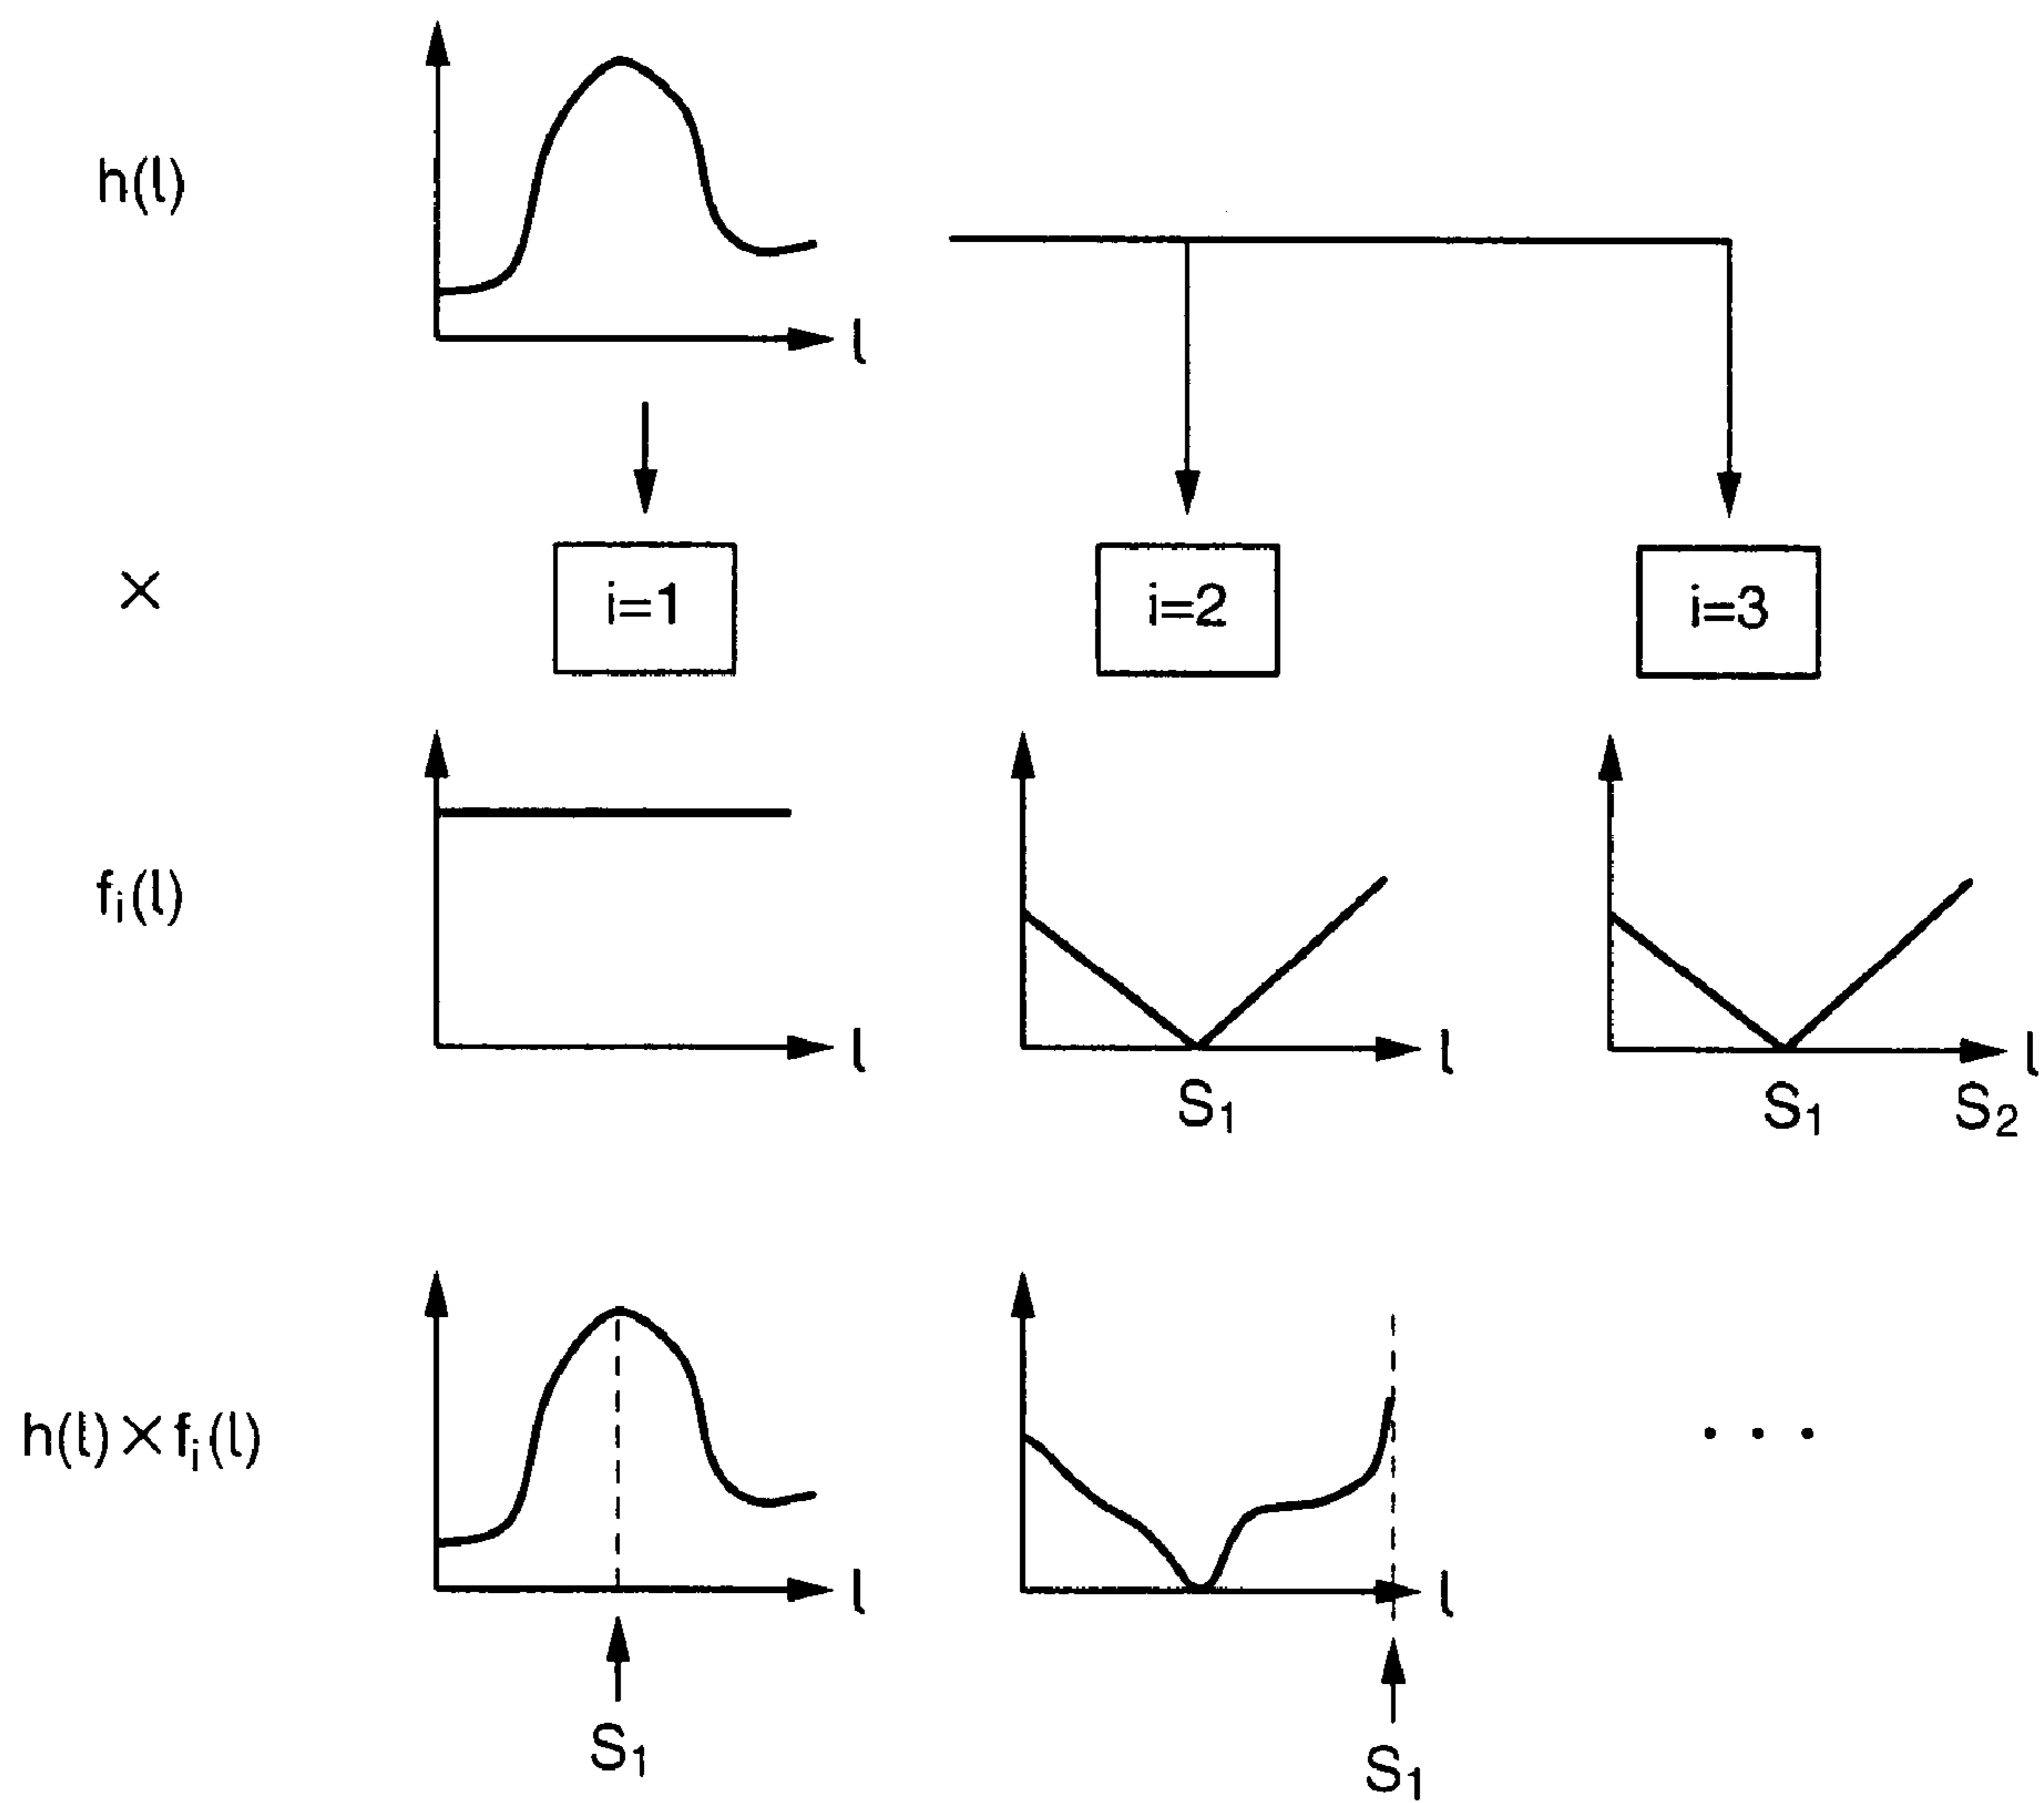 h(l)
l
×
i=1
i=2
i=3
fᵢ(l)
l
l
l
S₁
S₁
S₂
h(l)×fᵢ(l)
l
l
. . .
S₁
S₁